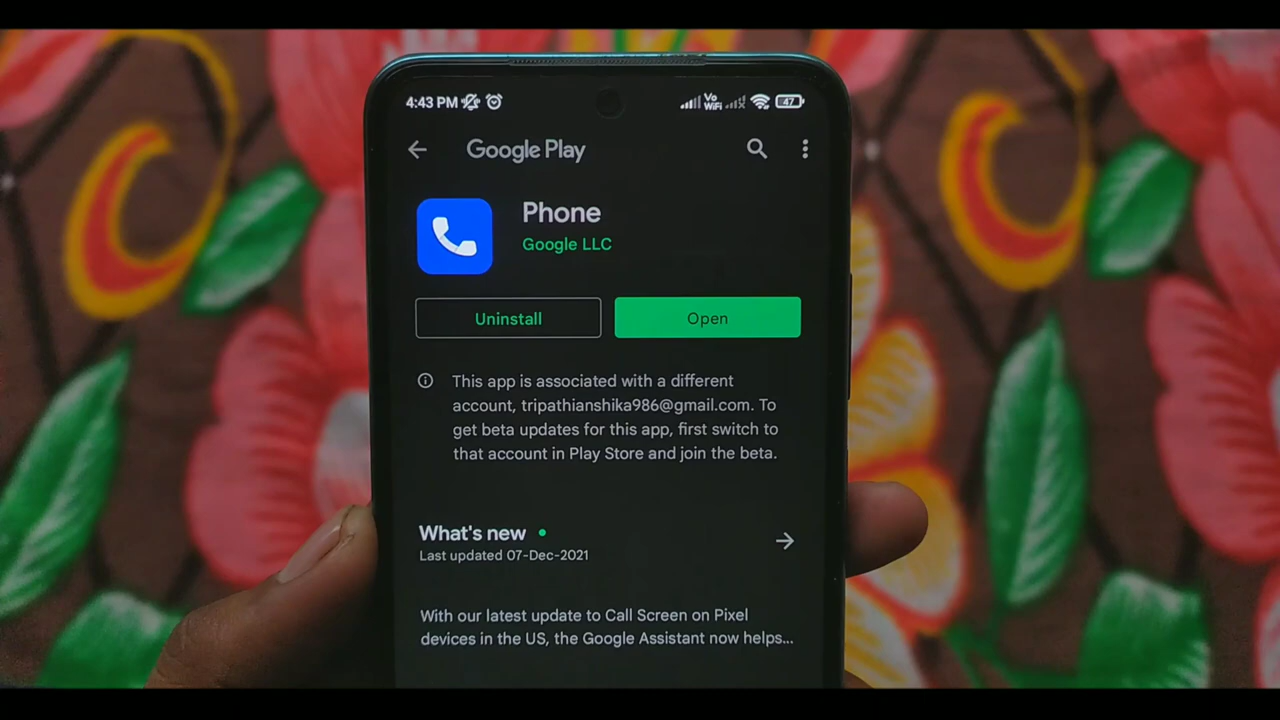 4:43 PM
Vo
WiFi
47
Google Play
Phone
Google LLC
Uninstall
Open
This app is associated with a different
account, tripathianshika986@gmail.com. To
get beta updates for this app, first switch to
that account in Play Store and join the beta.
What's new
Last updated 07-Dec-2021
With our latest update to Call Screen on Pixel
devices in the US, the Google Assistant now helps...